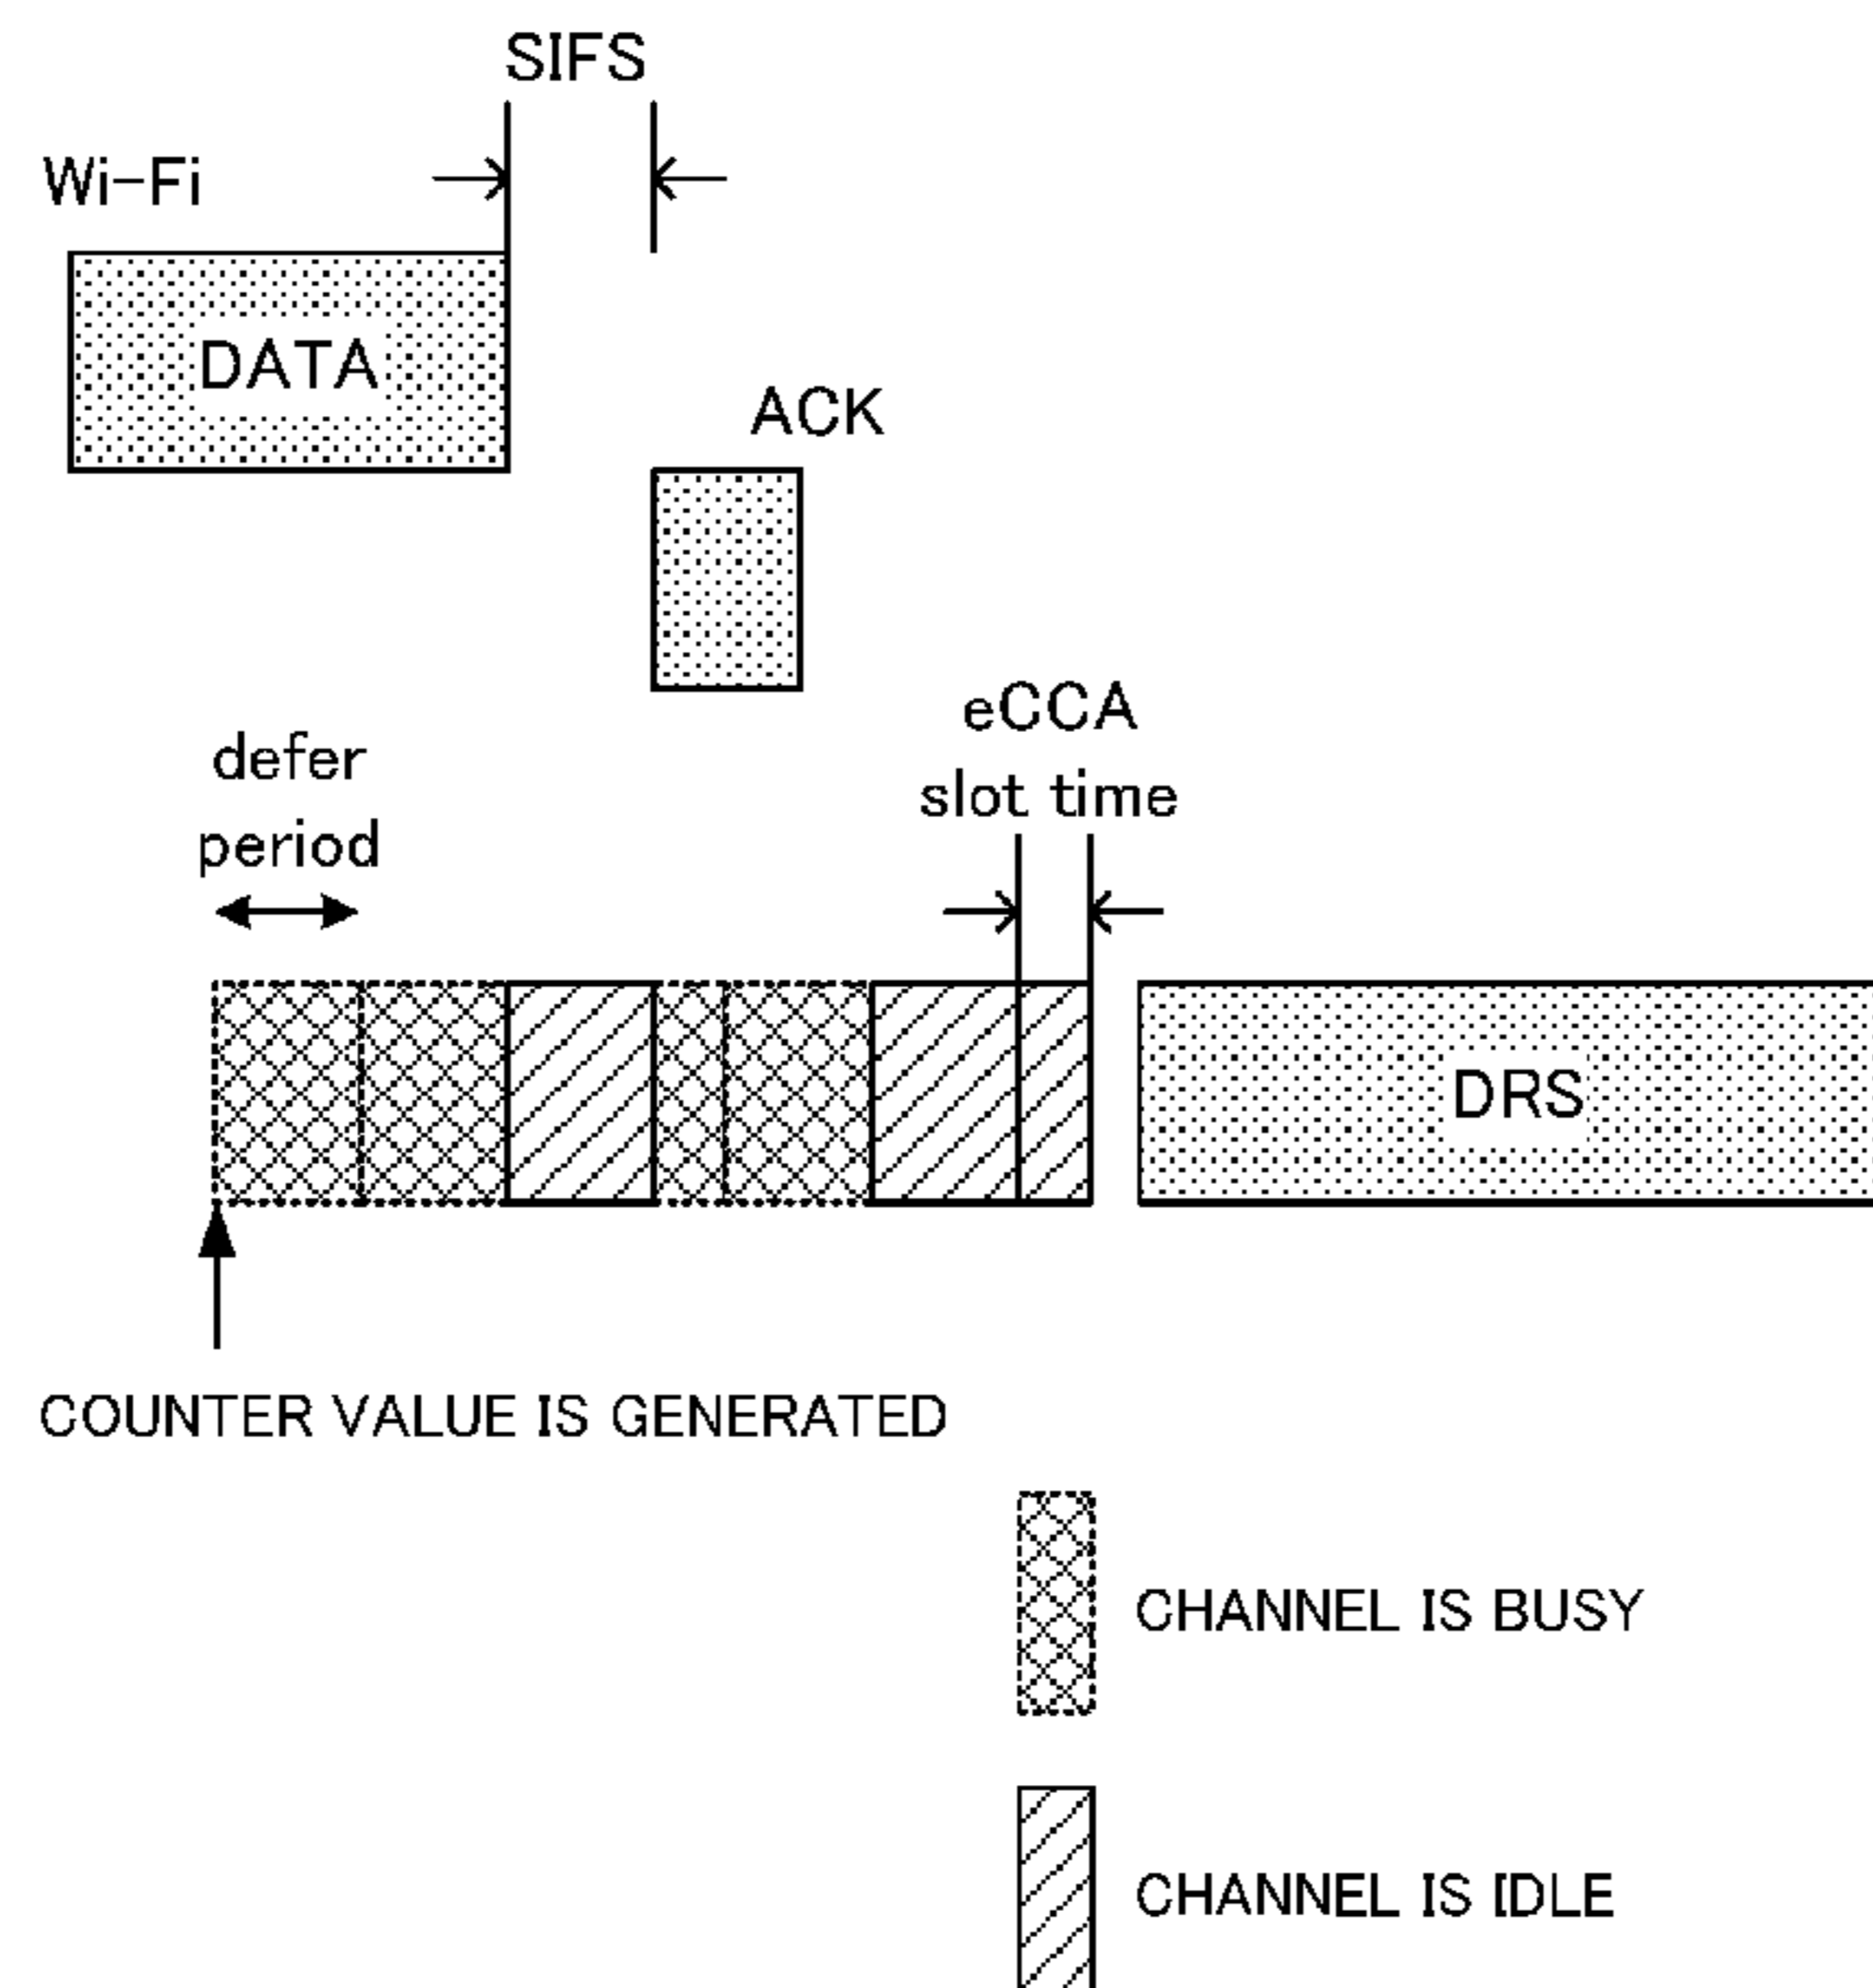 SIFS
Wi-Fi
DATA
ACK
eCCA
slot time
defer
period
DRS
COUNTER VALUE IS GENERATED
CHANNEL IS BUSY
CHANNEL IS IDLE